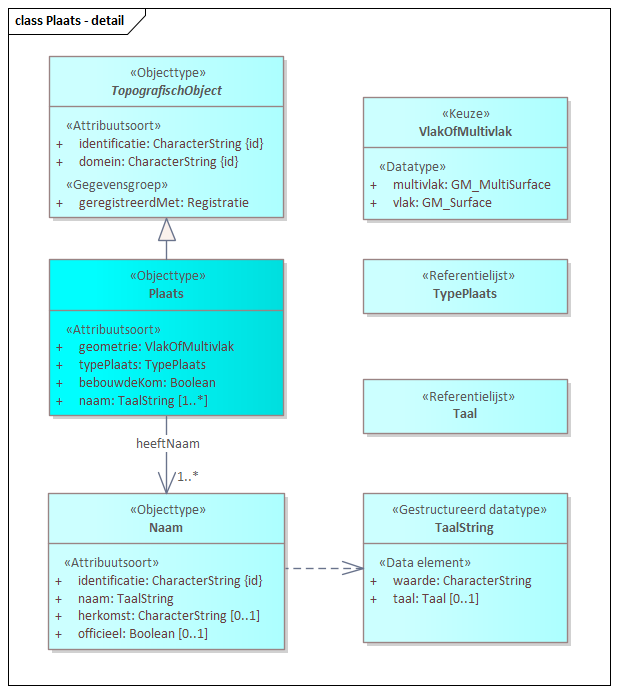 class Plaats - detail
«Objecttype»
TopografischObject
«Attribuutsoort»
+ identificatie: CharacterString {id}
+ domein: CharacterString {id}
«Gegevensgroep»
+ geregistreerdMet: Registratie
«Keuze»
VlakOfMultivlak
«Datatype»
+ multivlak: GM_MultiSurface
+ vlak: GM_Surface
«Objecttype»
Plaats
«Attribuutsoort»
+ geometrie: VlakOfMultivlak
+ typePlaats: TypePlaats
+ bebouwdeKom: Boolean
+ naam: TaalString [1..*]
«Referentielijst»
TypePlaats
«Referentielijst»
Taal
heeftNaam
1..*
«Objecttype»
Naam
«Attribuutsoort»
+ identificatie: CharacterString {id}
+ naam: TaalString
+ herkomst: CharacterString [0..1]
+ officieel: Boolean [0..1]
«Gestructureerd datatype»
TaalString
«Data element»
+ waarde: CharacterString
+ taal: Taal [0..1]